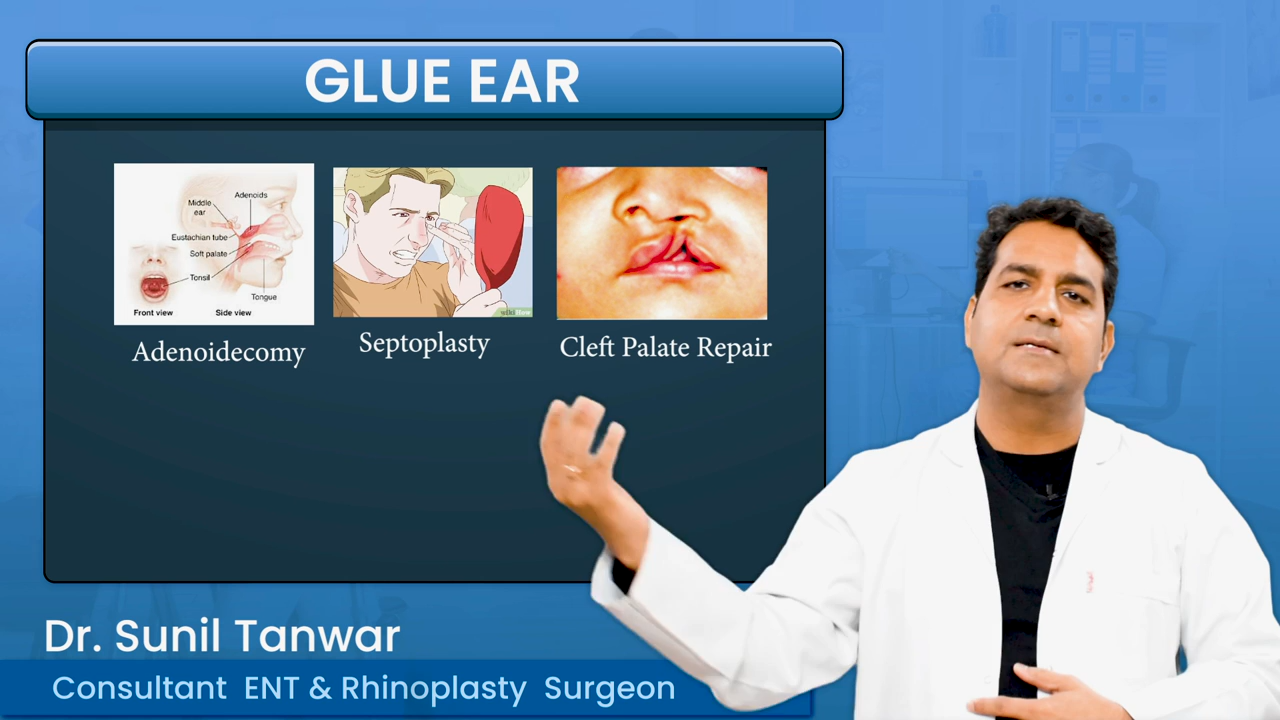 GLUE EAR
Adenoids
Middle
ear
Eustachian tube
Soft palate
Tonsil
Tongue
Front view
Side view
wikiHow
Adenoidecomy
Septoplasty
Cleft Palate Repair
Dr. Sunil Tanwar
Consultant ENT & Rhinoplasty Surgeon